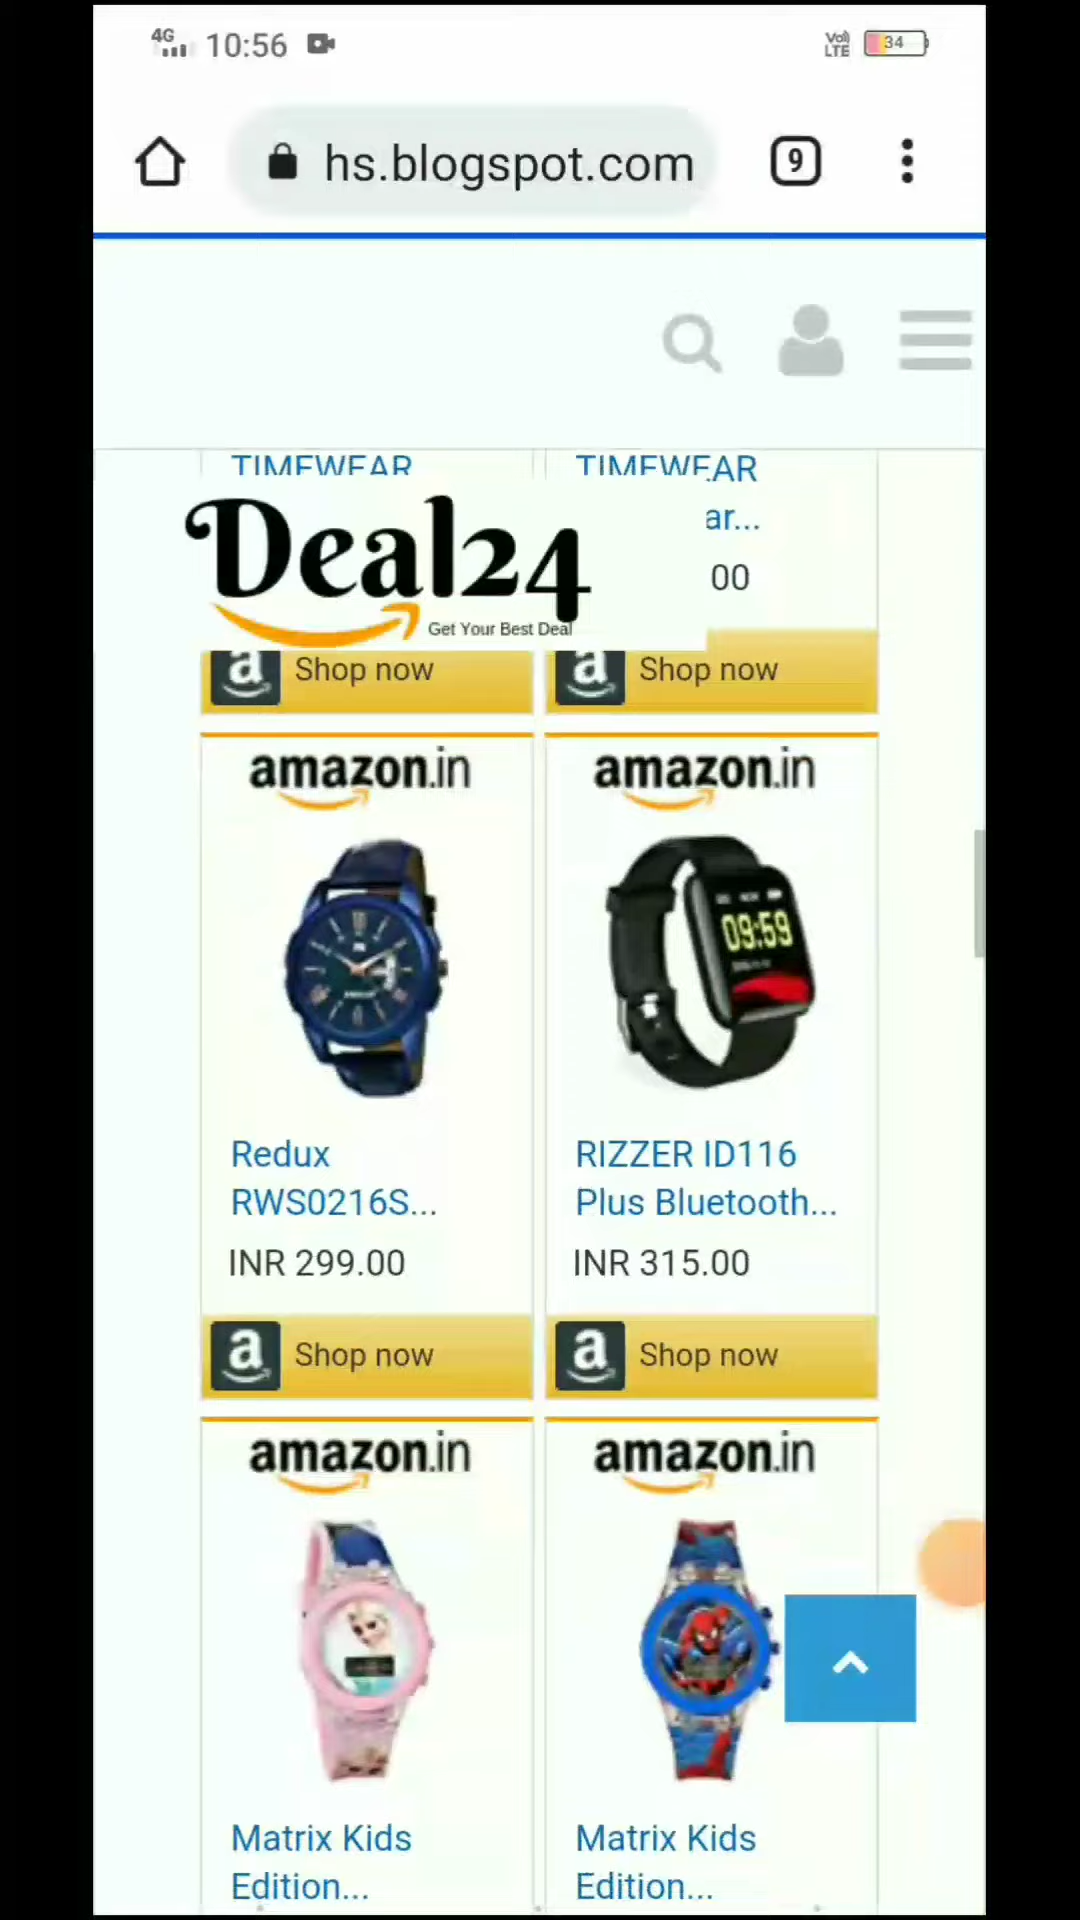 4G 10:56 Vo) LTE 34
hs.blogspot.com 9
TIMEWEAR TIMEWEAR
ar...
Deal24
00
Get Your Best Deal
a Shop now a Shop now
amazon.in amazon.in
09:59
Redux RIZZER ID116
RWS0216S... Plus Bluetooth...
INR 299.00 INR 315.00
a Shop now a Shop now
amazon.in amazon.in
Matrix Kids Matrix Kids
Edition... Edition...